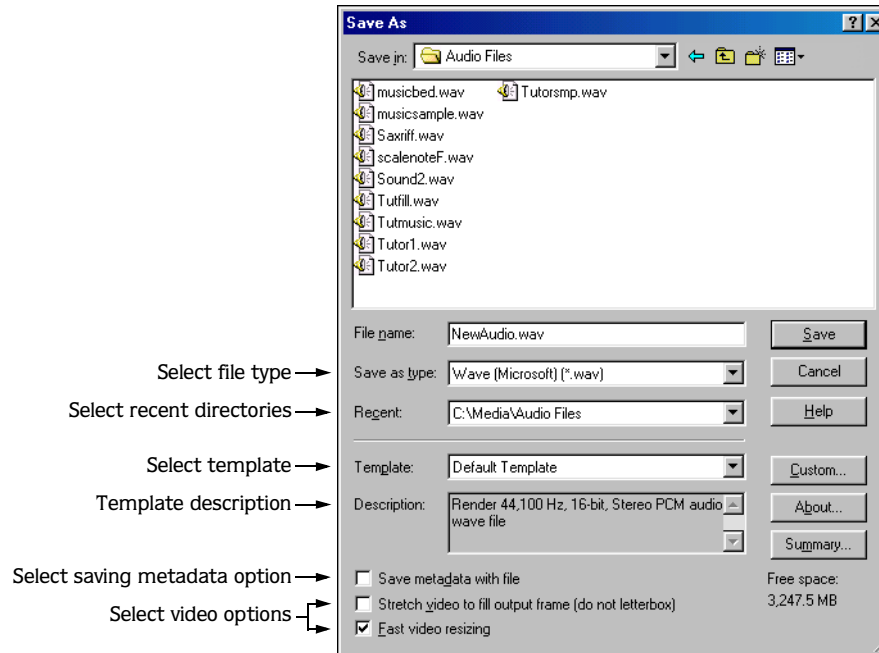 Save As
Save in: Audio Files
musicbed.wav Tutorsmp.wav
musicsample.wav
Saxriff.wav
scalenoteF.wav
Sound2.wav
Tutfill.wav
Tutmusic.wav
Tutor1.wav
Tutor2.wav
File name: NewAudio.wav Save
Select file type Save as type: Wave (Microsoft) (*.wav) Cancel
Select recent directories Recent: C:\Media\Audio Files Help
Select template Template: Default Template Custom...
Template description Description: Render 44,100 Hz, 16-bit, Stereo PCM audio About...
wave file
Summary...
Select saving metadata option Save metadata with file Free space:
Select video options Stretch video to fill output frame (do not letterbox) 3,247.5 MB
Fast video resizing